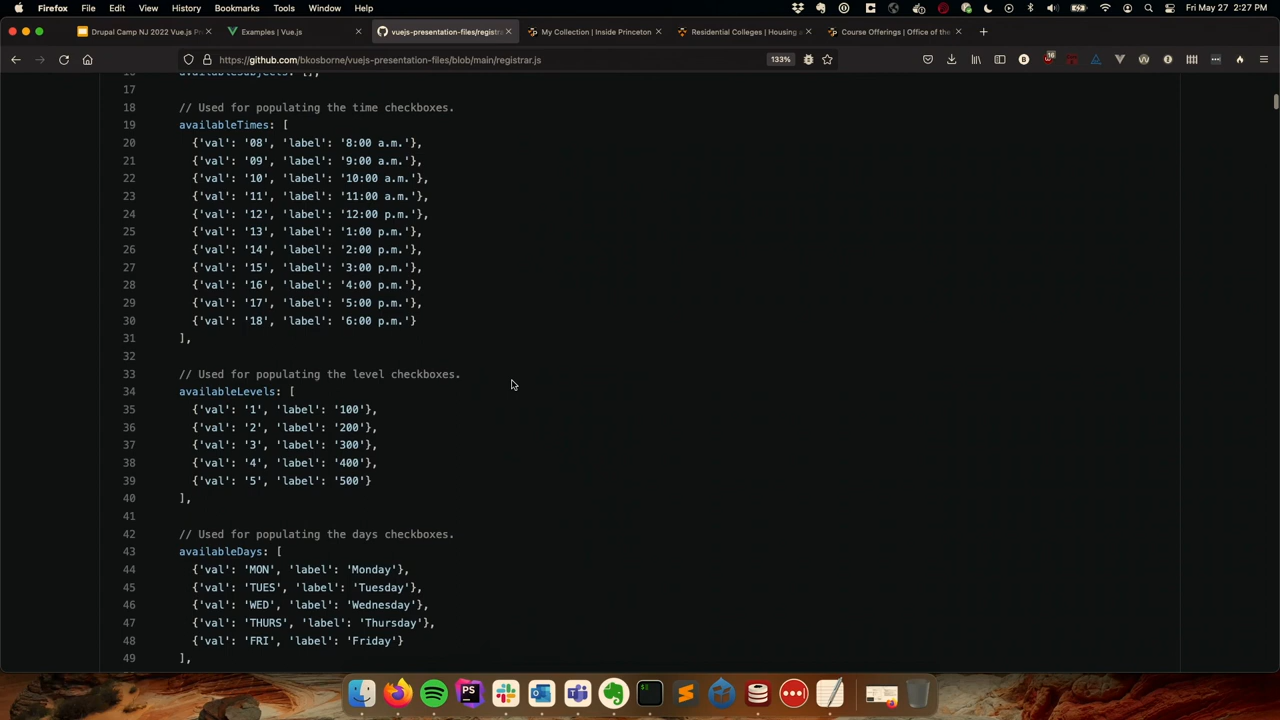 Firefox File Edit View History Bookmarks Tools Window Help Fri May 27 2:27 PM
Drupal Camp NJ 2022 Vue.js Examples | Vue.js vuejs-presentation-files/registra My Collection | Inside Princeton Residential Colleges | Housing Course Offerings | Office of the
https://github.com/bkosborne/vuejs-presentation-files/blob/main/registrar.js 133%
17
18 // Used for populating the time checkboxes.
19 availableTimes: [
20 {'val': '08', 'label': '8:00 a.m.'},
21 {'val': '09', 'label': '9:00 a.m.'},
22 {'val': '10', 'label': '10:00 a.m.'},
23 {'val': '11', 'label': '11:00 a.m.'},
24 {'val': '12', 'label': '12:00 p.m.'},
25 {'val': '13', 'label': '1:00 p.m.'},
26 {'val': '14', 'label': '2:00 p.m.'},
27 {'val': '15', 'label': '3:00 p.m.'},
28 {'val': '16', 'label': '4:00 p.m.'},
29 {'val': '17', 'label': '5:00 p.m.'},
30 {'val': '18', 'label': '6:00 p.m.'}
31 ],
32
33 // Used for populating the level checkboxes.
34 availableLevels: [
35 {'val': '1', 'label': '100'},
36 {'val': '2', 'label': '200'},
37 {'val': '3', 'label': '300'},
38 {'val': '4', 'label': '400'},
39 {'val': '5', 'label': '500'}
40 ],
41
42 // Used for populating the days checkboxes.
43 availableDays: [
44 {'val': 'MON', 'label': 'Monday'},
45 {'val': 'TUES', 'label': 'Tuesday'},
46 {'val': 'WED', 'label': 'Wednesday'},
47 {'val': 'THURS', 'label': 'Thursday'},
48 {'val': 'FRI', 'label': 'Friday'}
49 ],